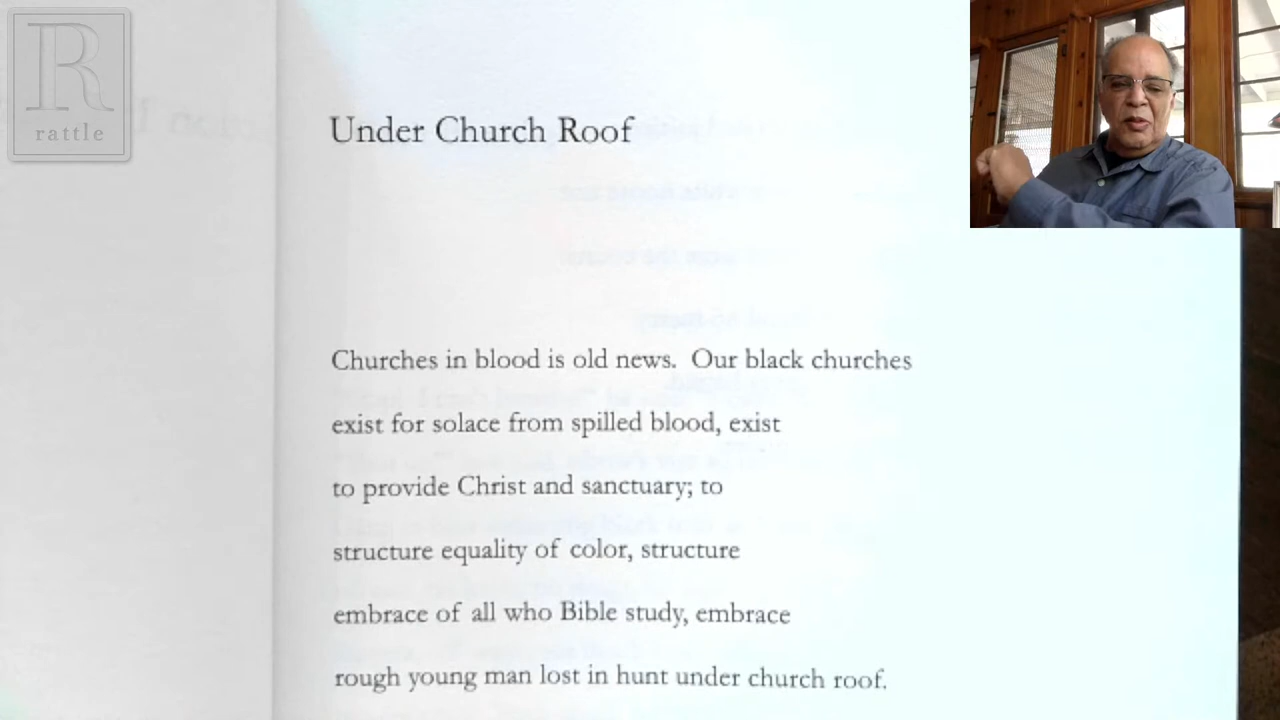 R
rattle
Under Church Roof
Churches in blood is old news. Our black churches
exist for solace from spilled blood, exist
to provide Christ and sanctuary; to
structure equality of color, structure
embrace of all who Bible study, embrace
rough young man lost in hunt under church roof.